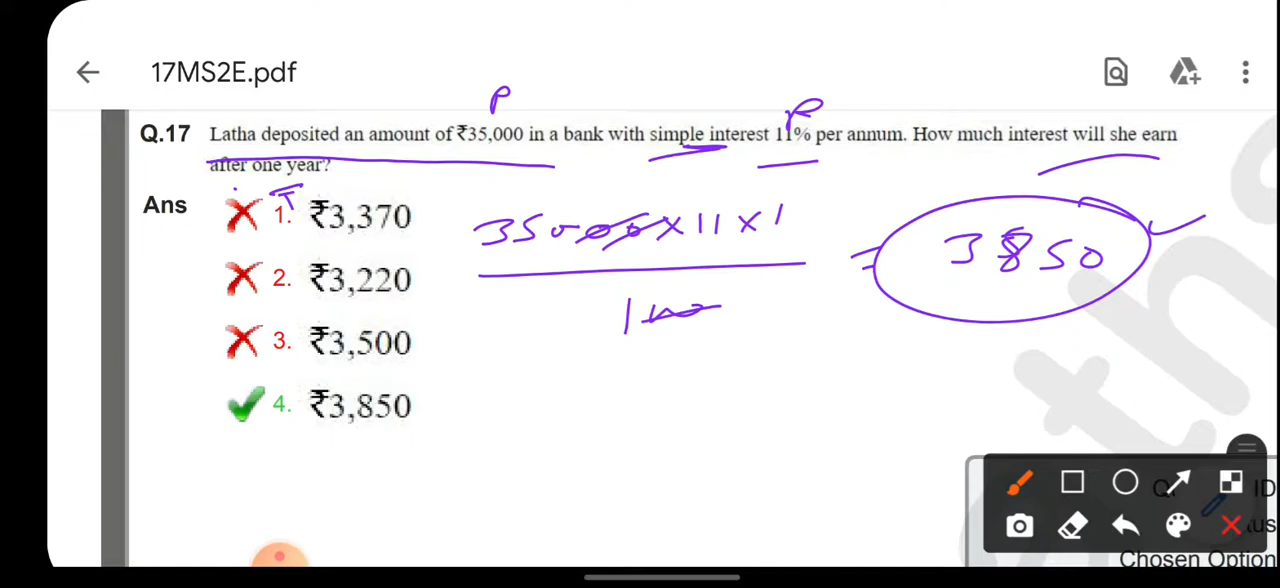 17MS2E.pdf
P
R
Q.17 Latha deposited an amount of ₹35,000 in a bank with simple interest 11% per annum. How much interest will she earn
after one year?
T
Ans 1. ₹3,370
35000 × 11 × 1
100
= 3850
2. ₹3,220
3. ₹3,500
4. ₹3,850
ID
Chosen Option